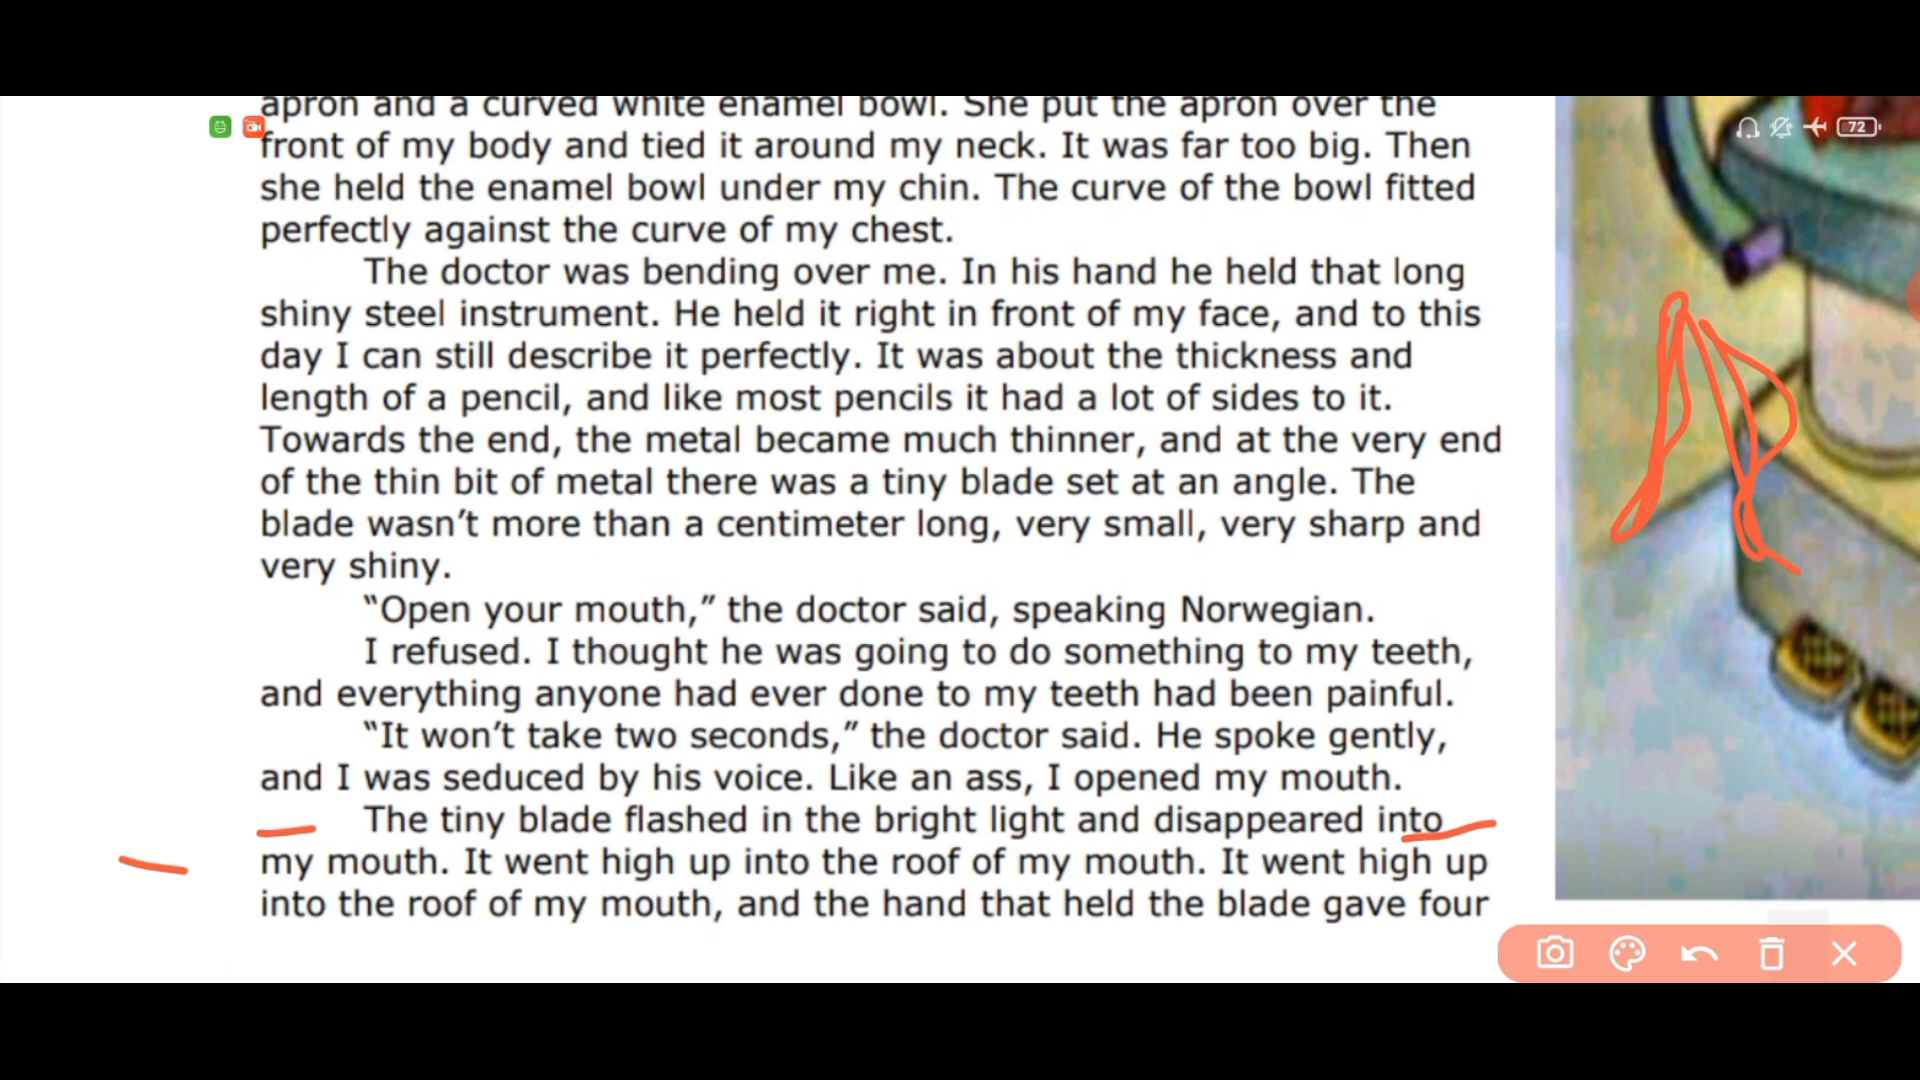 apron and a curved white enamel bowl. She put the apron over the
front of my body and tied it around my neck. It was far too big. Then
she held the enamel bowl under my chin. The curve of the bowl fitted
perfectly against the curve of my chest.
The doctor was bending over me. In his hand he held that long
shiny steel instrument. He held it right in front of my face, and to this
day I can still describe it perfectly. It was about the thickness and
length of a pencil, and like most pencils it had a lot of sides to it.
Towards the end, the metal became much thinner, and at the very end
of the thin bit of metal there was a tiny blade set at an angle. The
blade wasn’t more than a centimeter long, very small, very sharp and
very shiny.
“Open your mouth,” the doctor said, speaking Norwegian.
I refused. I thought he was going to do something to my teeth,
and everything anyone had ever done to my teeth had been painful.
“It won’t take two seconds,” the doctor said. He spoke gently,
and I was seduced by his voice. Like an ass, I opened my mouth.
The tiny blade flashed in the bright light and disappeared into
my mouth. It went high up into the roof of my mouth. It went high up
into the roof of my mouth, and the hand that held the blade gave four
72